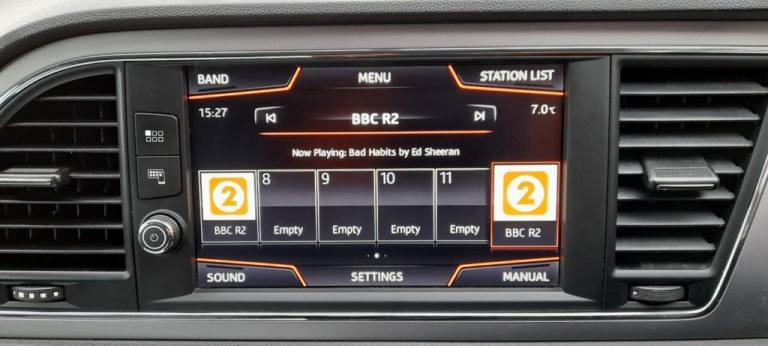 BAND MENU STATION LIST
15:27 BBC R2 7.0℃
Now Playing: Bad Habits by Ed Sheeran
2 8 9 10 11 2
BBC R2 Empty Empty Empty Empty BBC R2
SOUND SETTINGS MANUAL